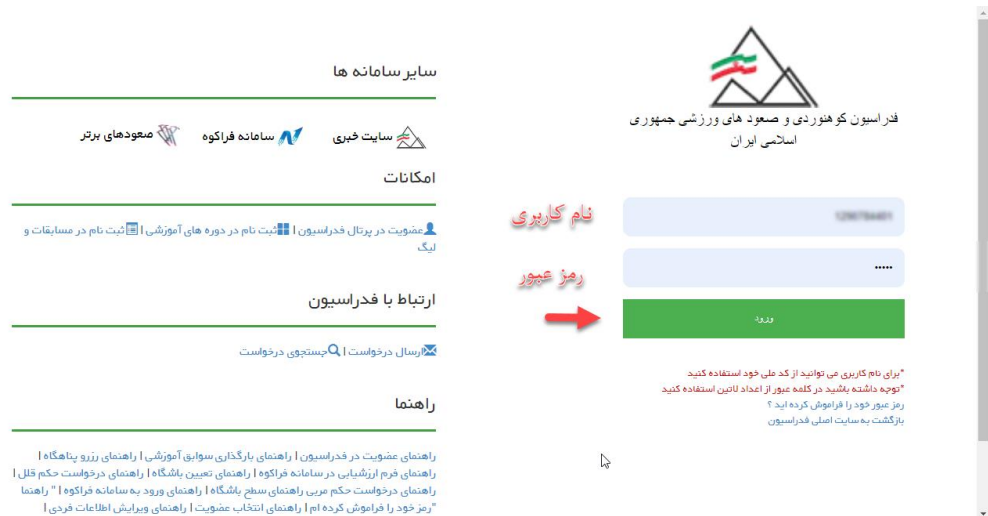 فدراسیون کوهنوردی و صعود های ورزشی جمهوری
اسلامی ایران
نام کاربری
رمز عبور
ورود
*برای نام کاربری می توانید از کد ملی خود استفاده کنید
*توجه داشته باشید در کلمه عبور از اعداد لاتین استفاده کنید
رمز عبور خود را فراموش کرده اید ؟
بازگشت به سایت اصلی فدراسیون
سایر سامانه ها
سایت خبری سامانه فراکوه صعودهای برتر
امکانات
عضویت در پرتال فدراسیون | ثبت نام در دوره های آموزشی | ثبت نام در مسابقات و
لیگ
ارتباط با فدراسیون
ارسال درخواست | جستجوی درخواست
راهنما
راهنمای عضویت در فدراسیون | راهنمای بارگذاری سوابق آموزشی | راهنمای رزرو پناهگاه |
راهنمای فرم ارزشیابی در سامانه فراکوه | راهنمای تعیین باشگاه | راهنمای درخواست حکم قلل |
راهنمای درخواست حکم مربی راهنمای سطح باشگاه | راهنمای ورود به سامانه فراکوه | " راهنما
"رمز خود را فراموش کرده ام | راهنمای انتخاب عضویت | راهنمای ویرایش اطلاعات فردی |